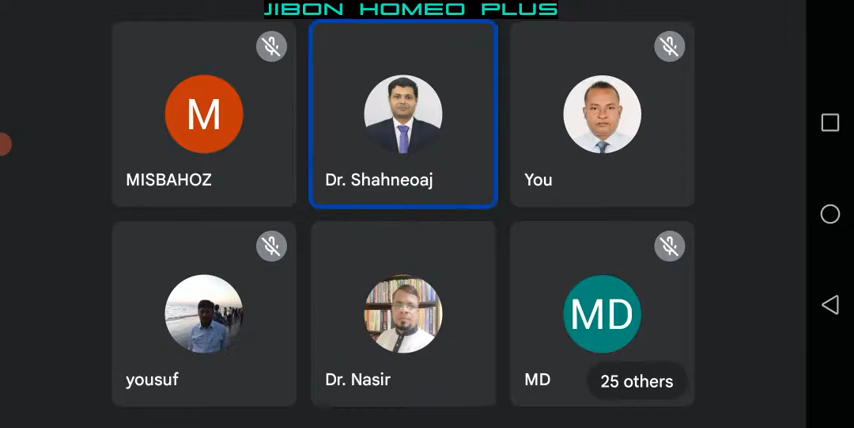 JIBON HOMEO PLUS
M
MISBAHOZ
Dr. Shahneoaj
You
yousuf
Dr. Nasir
MD
MD
25 others